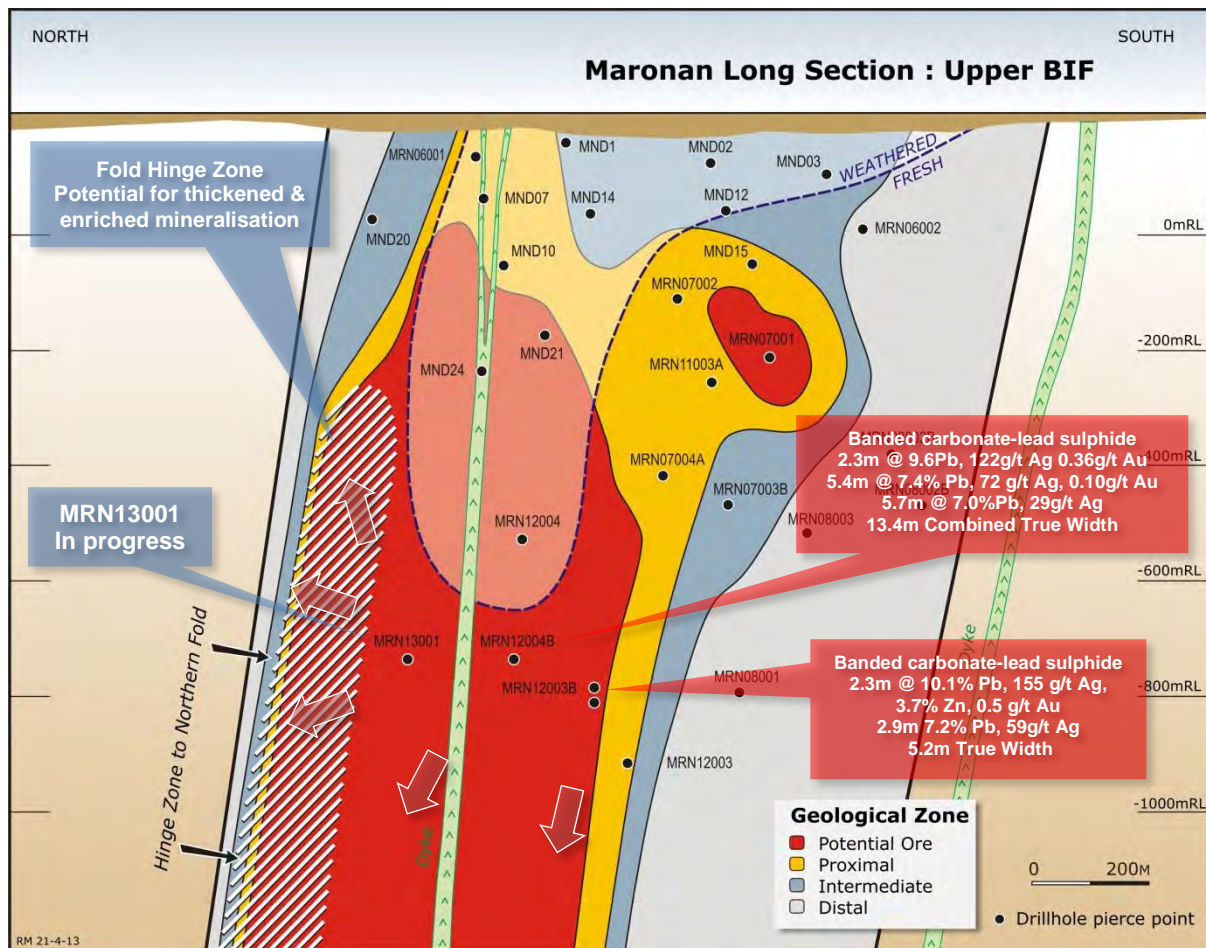 NORTH
SOUTH
Maronan Long Section : Upper BIF
Fold Hinge Zone
Potential for thickened &
enriched mineralisation
MRN06001
MND1
MND02
MND03
WEATHERED
FRESH
MND07
MND14
MND12
MND20
MRN06002
0mRL
MND10
MND15
MRN07002
MND21
MRN07001
-200mRL
MND24
MRN11003A
Banded carbonate-lead sulphide
2.3m @ 9.6Pb, 122g/t Ag 0.36g/t Au
5.4m @ 7.4% Pb, 72 g/t Ag, 0.10g/t Au
5.7m @ 7.0%Pb, 29g/t Ag
13.4m Combined True Width
-400mRL
MRN07004A
MRN07003B
MRN08002B
MRN08003
MRN13001
In progress
MRN12004
-600mRL
Hinge Zone to Northern Fold
MRN13001
MRN12004B
MRN12003B
MRN08001
Dyke
Banded carbonate-lead sulphide
2.3m @ 10.1% Pb, 155 g/t Ag,
3.7% Zn, 0.5 g/t Au
2.9m 7.2% Pb, 59g/t Ag
5.2m True Width
-800mRL
MRN12003
-1000mRL
Dyke
Geological Zone
Potential Ore
Proximal
Intermediate
Distal
0 200M
Drillhole pierce point
RM 21-4-13